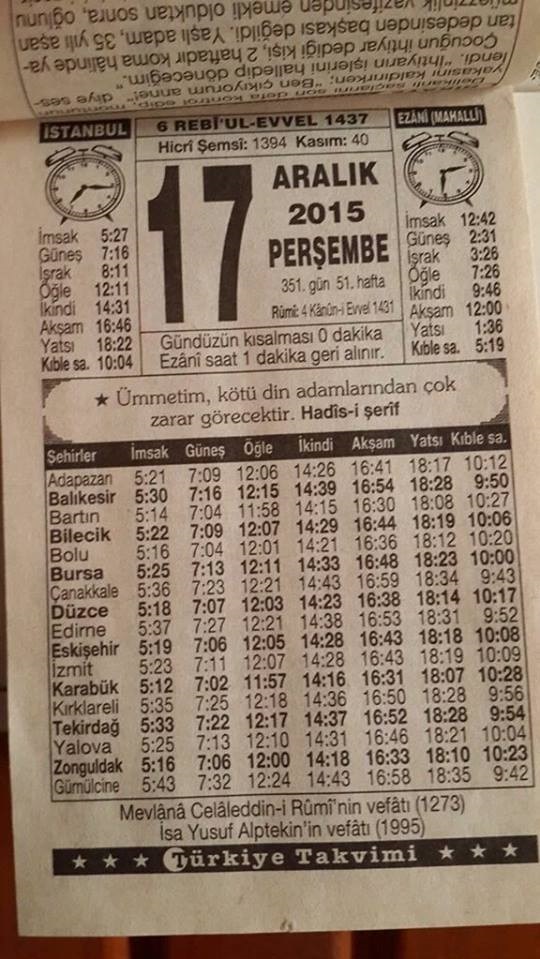 müezzinlik vazifesinden emekli olduktan sonra, oğlunu
tan dedesinden başkası değildi. Yaşlı adam, 35 yılı aşan
Çocuğun ihtiyar dediği kişi, 2 haftadır koma hâlinde ya-
lendi. "İhtiyarın işlerini halledip döneceğim."
yakasını kaldırırken; "Ben çıkıyorum anne!" diye ses-
saçlarını son defa kontrol edip,
İSTANBUL
6 REBÎ'UL-EVVEL 1437
EZÂNÎ (MAHALLÎ)
Hicrî Şemsî: 1394 Kasım: 40
17
ARALIK
2015
PERŞEMBE
351. gün 51. hafta
Rûmî: 4 Kânûn-i Evvel 1431
İmsak 5:27
Güneş 7:16
İşrak 8:11
Öğle 12:11
İkindi 14:31
Akşam 16:46
Yatsı 18:22
Kıble sa. 10:04
İmsak 12:42
Güneş 2:31
İşrak 3:26
Öğle 7:26
İkindi 9:46
Akşam 12:00
Yatsı 1:36
Kıble sa. 5:19
Gündüzün kısalması 0 dakika
Ezânî saat 1 dakika geri alınır.
★ Ümmetim, kötü din adamlarından çok
zarar görecektir. Hadîs-i şerîf
Şehirler İmsak Güneş Öğle İkindi Akşam Yatsı Kıble sa.
Adapazarı 5:21 7:09 12:06 14:26 16:41 18:17 10:12
Balıkesir 5:30 7:16 12:15 14:39 16:54 18:28 9:50
Bartın 5:14 7:04 11:58 14:15 16:30 18:08 10:27
Bilecik 5:22 7:09 12:07 14:29 16:44 18:19 10:06
Bolu 5:16 7:04 12:01 14:21 16:36 18:12 10:20
Bursa 5:25 7:13 12:11 14:33 16:48 18:23 10:00
Çanakkale 5:36 7:23 12:21 14:43 16:59 18:34 9:43
Düzce 5:18 7:07 12:03 14:23 16:38 18:14 10:17
Edirne 5:37 7:27 12:21 14:38 16:53 18:31 9:52
Eskişehir 5:19 7:06 12:05 14:28 16:43 18:18 10:08
İzmit 5:23 7:11 12:07 14:28 16:43 18:19 10:09
Karabük 5:12 7:02 11:57 14:16 16:31 18:07 10:28
Kırklareli 5:35 7:25 12:18 14:36 16:50 18:28 9:56
Tekirdağ 5:33 7:22 12:17 14:37 16:52 18:28 9:54
Yalova 5:25 7:13 12:10 14:31 16:46 18:21 10:04
Zonguldak 5:16 7:06 12:00 14:18 16:33 18:10 10:23
Gümülcine 5:43 7:32 12:24 14:43 16:58 18:35 9:42
Mevlânâ Celâleddin-i Rûmî'nin vefâtı (1273)
İsa Yusuf Alptekin'in vefâtı (1995)
★ ★ ★ Türkiye Takvimi ★ ★ ★